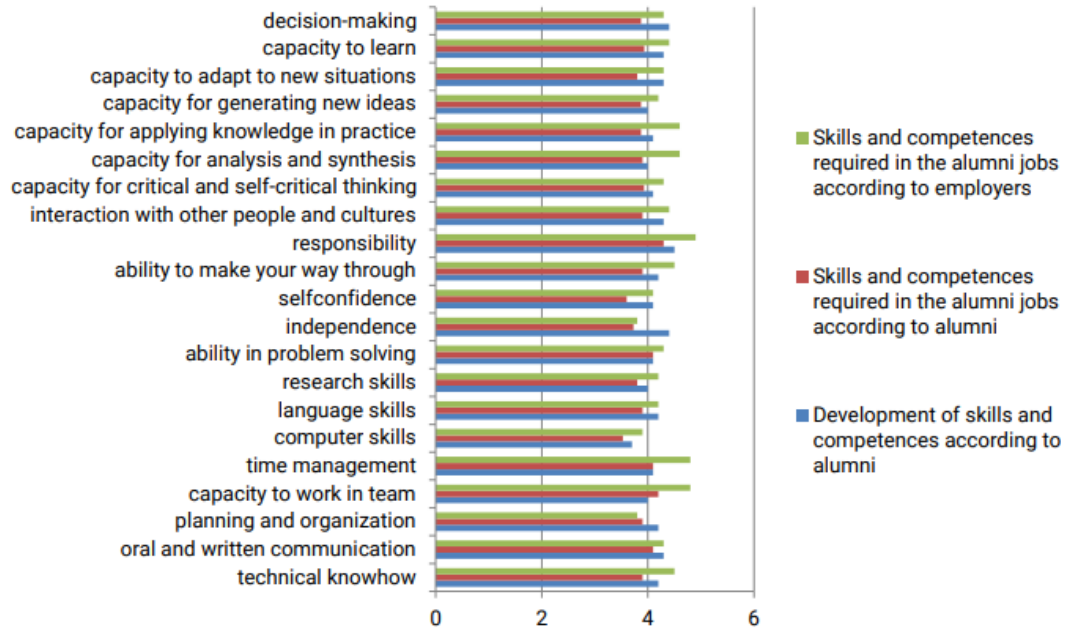 decision-making
capacity to learn
capacity to adapt to new situations
capacity for generating new ideas
capacity for applying knowledge in practice
capacity for analysis and synthesis
capacity for critical and self-critical thinking
interaction with other people and cultures
responsibility
ability to make your way through
selfconfidence
independence
ability in problem solving
research skills
language skills
computer skills
time management
capacity to work in team
planning and organization
oral and written communication
technical knowhow
0 2 4 6
Skills and competences
required in the alumni jobs
according to employers
Skills and competences
required in the alumni jobs
according to alumni
Development of skills and
competences according to
alumni